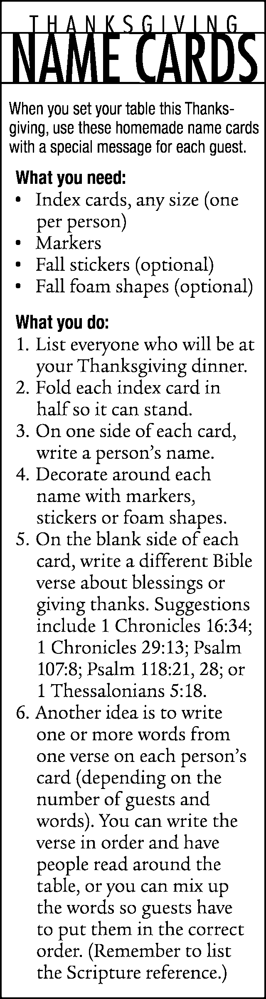 THANKSGIVING
NAME CARDS
When you set your table this Thanks-
giving, use these homemade name cards
with a special message for each guest.
What you need:
• Index cards, any size (one
per person)
• Markers
• Fall stickers (optional)
• Fall foam shapes (optional)
What you do:
1. List everyone who will be at
your Thanksgiving dinner.
2. Fold each index card in
half so it can stand.
3. On one side of each card,
write a person's name.
4. Decorate around each
name with markers,
stickers or foam shapes.
5. On the blank side of each
card, write a different Bible
verse about blessings or
giving thanks. Suggestions
include 1 Chronicles 16:34;
1 Chronicles 29:13; Psalm
107:8; Psalm 118:21, 28; or
1 Thessalonians 5:18.
6. Another idea is to write
one or more words from
one verse on each person's
card (depending on the
number of guests and
words). You can write the
verse in order and have
people read around the
table, or you can mix up
the words so guests have
to put them in the correct
order. (Remember to list
the Scripture reference.)